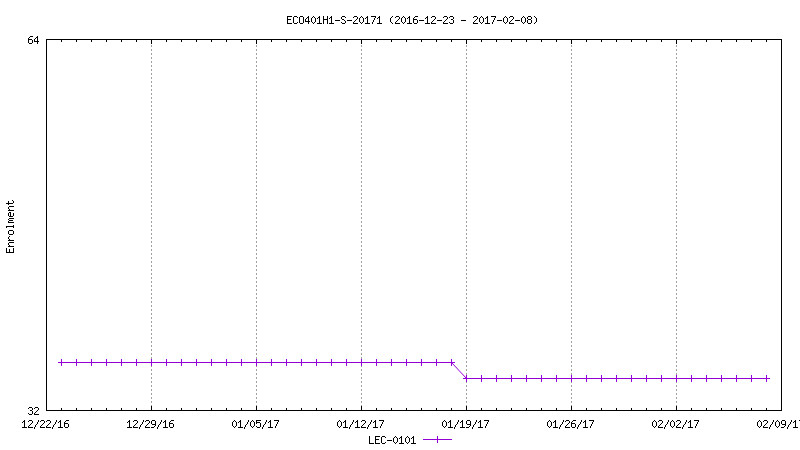 ECO401H1-S-20171 (2016-12-23 - 2017-02-08)
64
Enrolment
32
12/22/16 12/29/16 01/05/17 01/12/17 01/19/17 01/26/17 02/02/17 02/09/1
LEC-0101